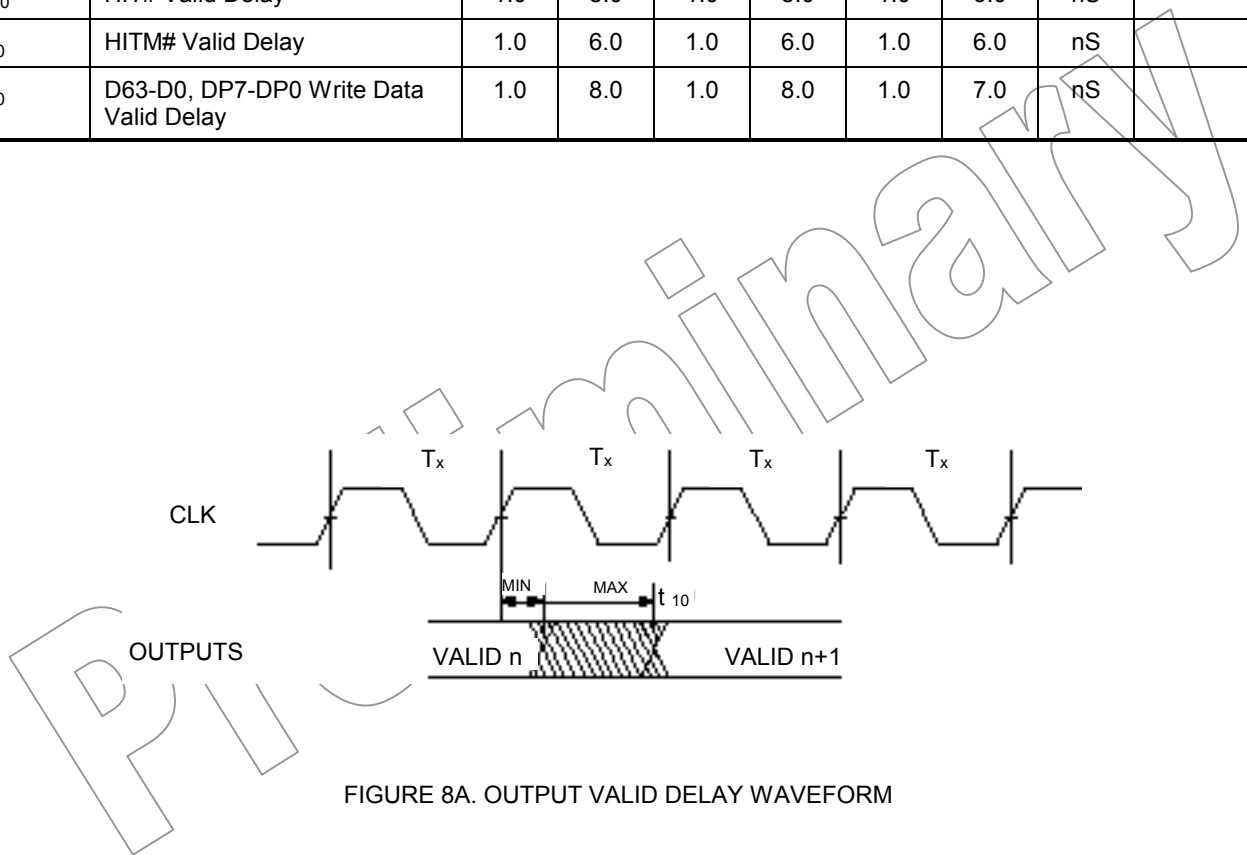 HITM# Valid Delay 1.0 6.0 1.0 6.0 1.0 6.0 nS
D63-D0, DP7-DP0 Write Data 1.0 8.0 1.0 8.0 1.0 7.0 nS
Valid Delay
Preliminary
Tx Tx Tx Tx
CLK
MIN MAX t 10
OUTPUTS VALID n VALID n+1
FIGURE 8A. OUTPUT VALID DELAY WAVEFORM